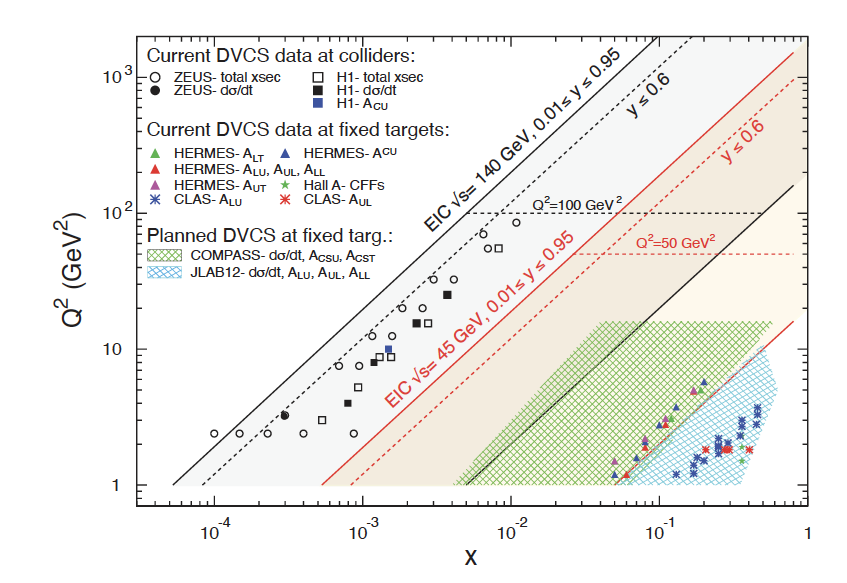 Current DVCS data at colliders:
ZEUS- total xsec
H1- total xsec
ZEUS- dσ/dt
H1- dσ/dt
H1- A_CU
Current DVCS data at fixed targets:
HERMES- A_LT
HERMES- A^CU
HERMES- A_LU, A_UL, A_LL
HERMES- A_UT
Hall A- CFFs
CLAS- A_LU
CLAS- A_UL
Planned DVCS at fixed targ.:
COMPASS- dσ/dt, A_CSU, A_CST
JLAB12- dσ/dt, A_LU, A_UL, A_LL
EIC √s= 140 GeV, 0.01≤ y ≤ 0.95
y ≤ 0.6
y ≤ 0.6
Q²=100 GeV²
Q²=50 GeV²
EIC √s= 45 GeV, 0.01≤ y ≤ 0.95
Q² (GeV²)
10³
10²
10
1
10⁻⁴
10⁻³
10⁻²
10⁻¹
1
x